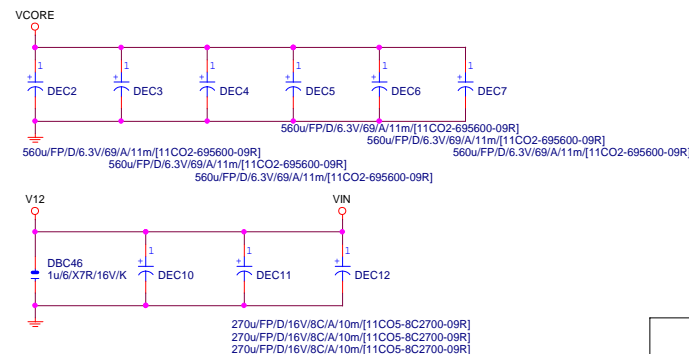 VCORE
1 1 1 1 1 1
+ + + + + +
DEC2 DEC3 DEC4 DEC5 DEC6 DEC7
560u/FP/D/6.3V/69/A/11m/[11CO2-695600-09R]
560u/FP/D/6.3V/69/A/11m/[11CO2-695600-09R]
560u/FP/D/6.3V/69/A/11m/[11CO2-695600-09R]
560u/FP/D/6.3V/69/A/11m/[11CO2-695600-09R]
560u/FP/D/6.3V/69/A/11m/[11CO2-695600-09R]
560u/FP/D/6.3V/69/A/11m/[11CO2-695600-09R]
V12 VIN
1 1 1
+ + +
DBC46
1u/6/X7R/16V/K
DEC10 DEC11 DEC12
270u/FP/D/16V/8C/A/10m/[11CO5-8C2700-09R]
270u/FP/D/16V/8C/A/10m/[11CO5-8C2700-09R]
270u/FP/D/16V/8C/A/10m/[11CO5-8C2700-09R]